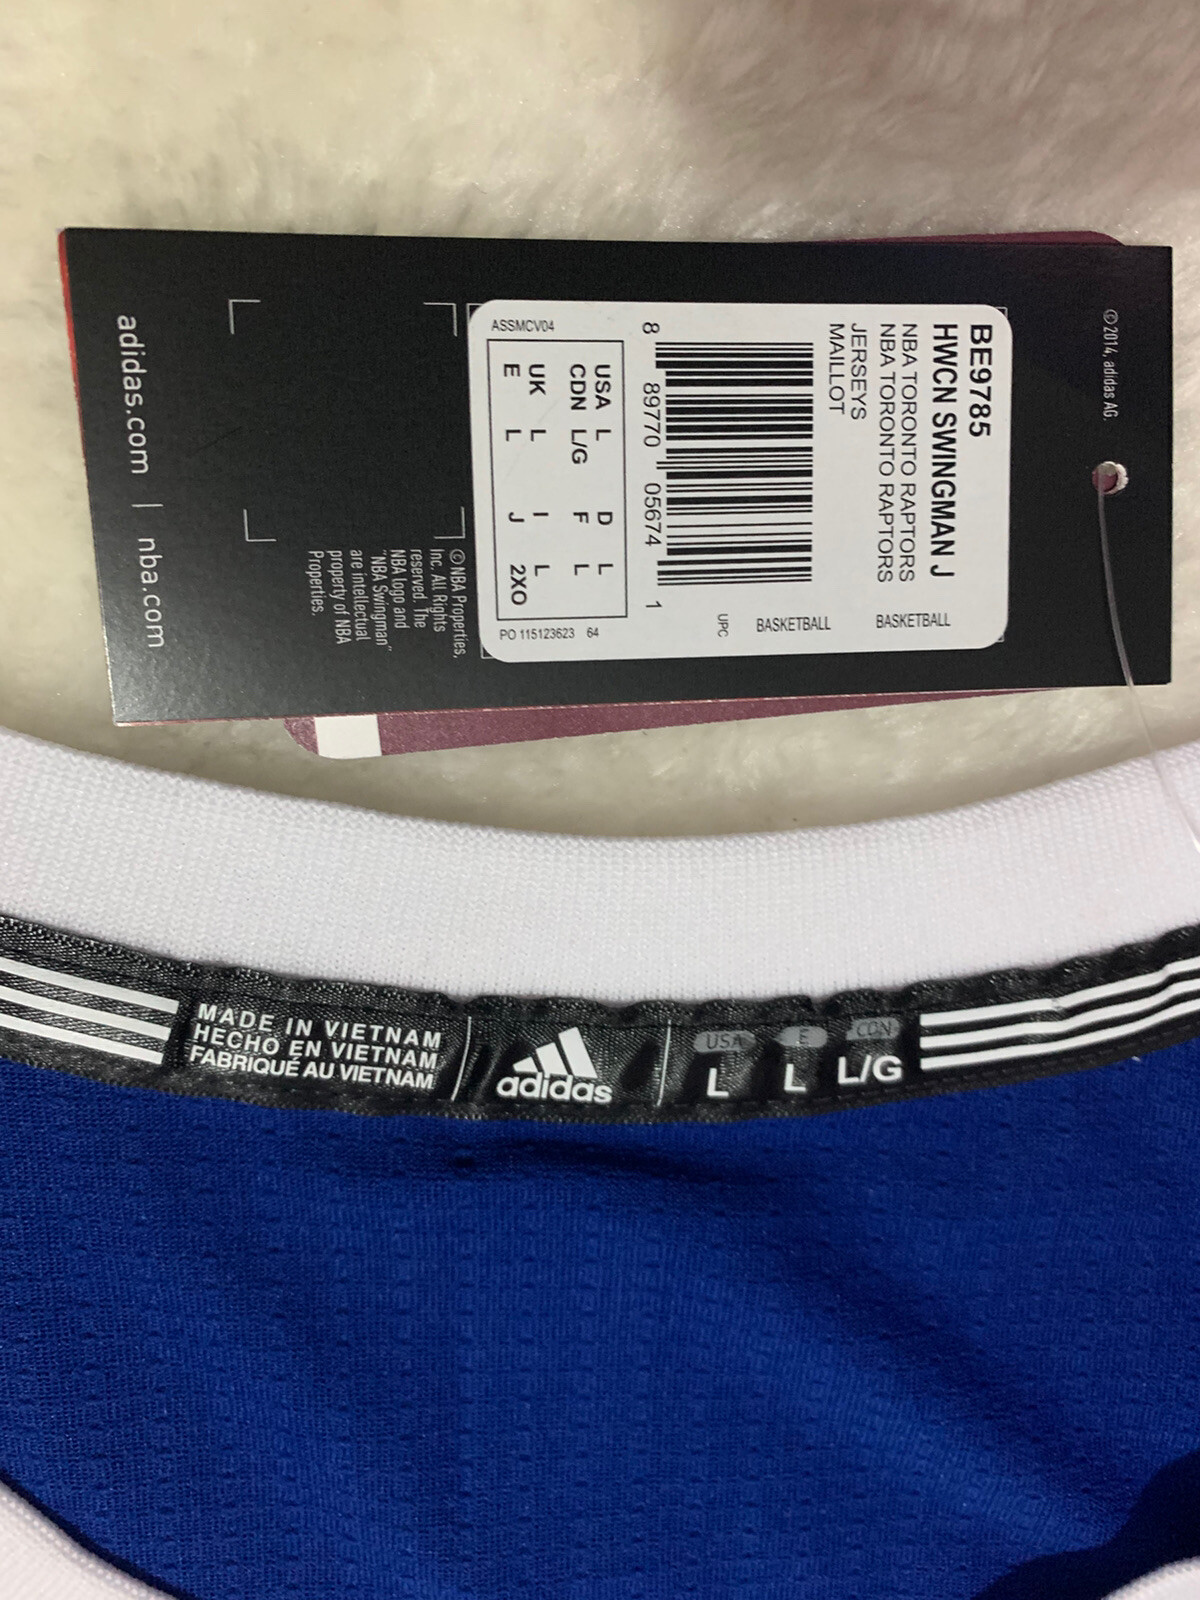 BE9785
HWCN SWINGMAN J
NBA TORONTO RAPTORS
NBA TORONTO RAPTORS
BASKETBALL
JERSEYS
MAILLOT
BASKETBALL
UPC
8 89770 05674 1
USA L D L
CDN L/G F L
UK L I L
E L J 2XO
ASSMCV04
PO 115123623 64
© 2014, adidas AG.
© NBA Properties,
Inc. All Rights
reserved. The
NBA logo and
"NBA Swingman"
are intellectual
property of NBA
Properties.
adidas.com | nba.com
MADE IN VIETNAM
HECHO EN VIETNAM
FABRIQUÉ AU VIETNAM
adidas
USA E CDN
L L L/G